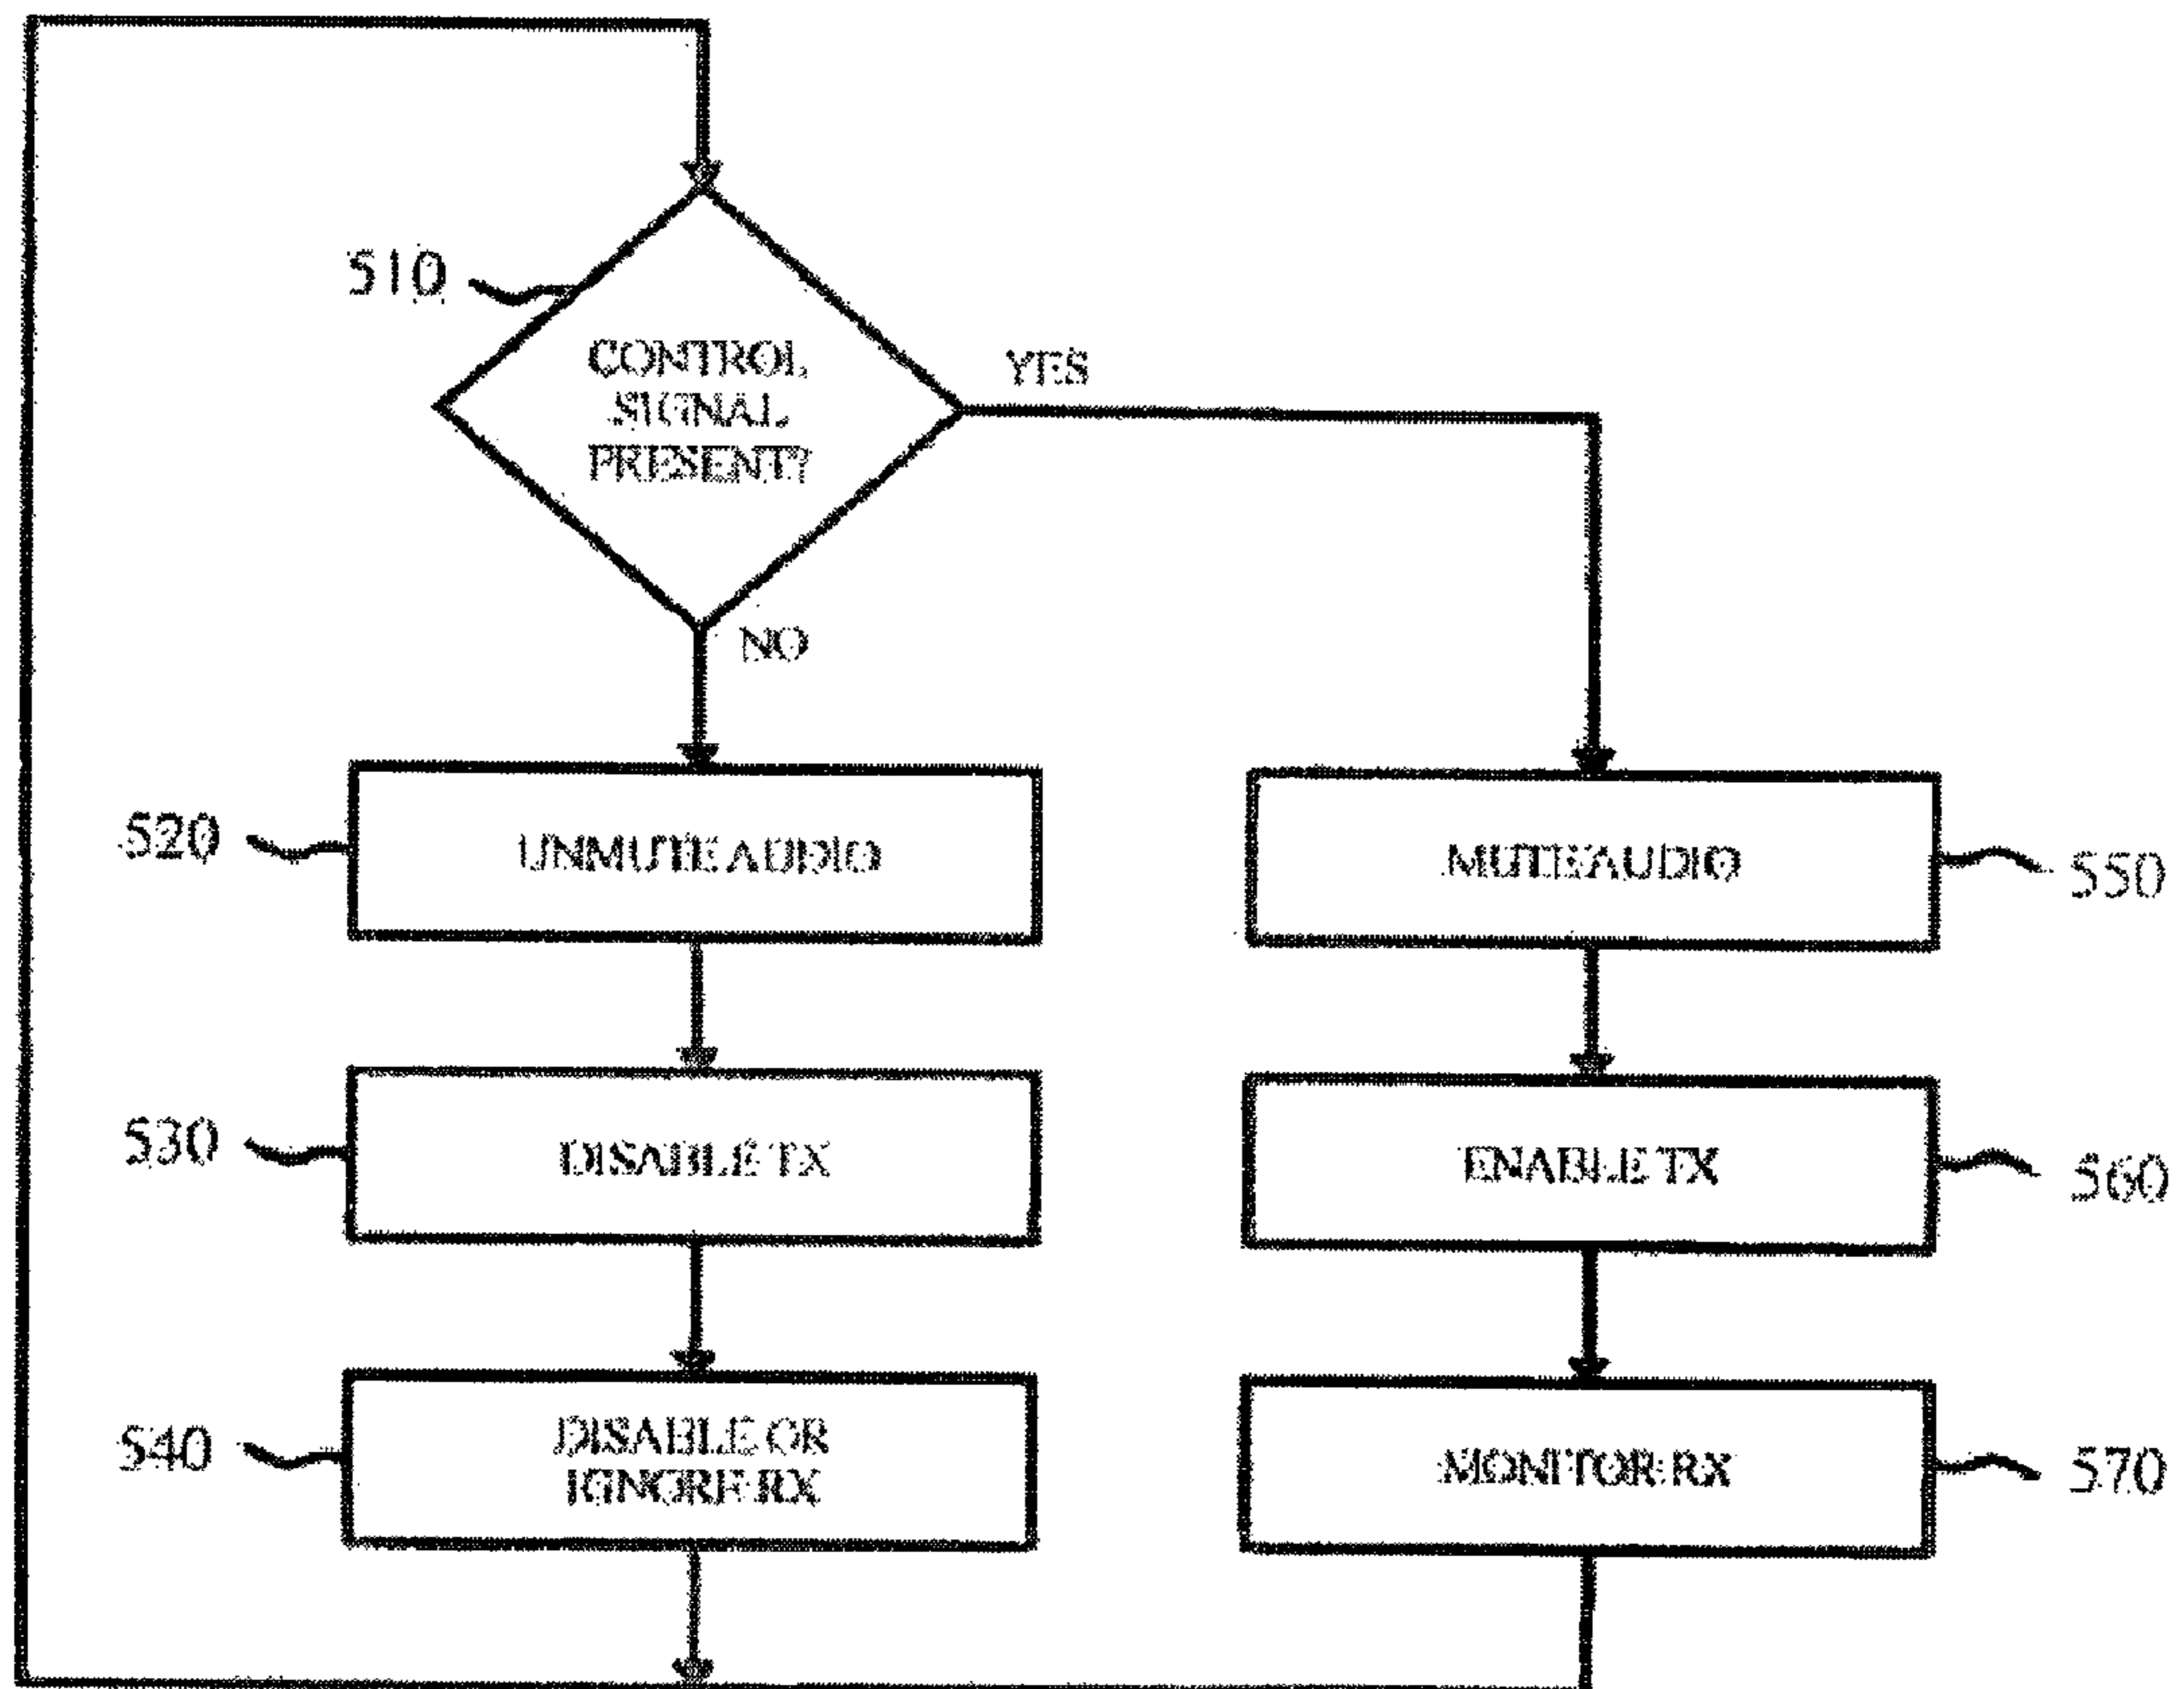 510
CONTROL
SIGNAL
PRESENT?
YES
NO
520
UNMUTE AUDIO
MUTE AUDIO
550
530
DISABLE TX
ENABLE TX
560
540
DISABLE OR
IGNORE RX
MONITOR RX
570